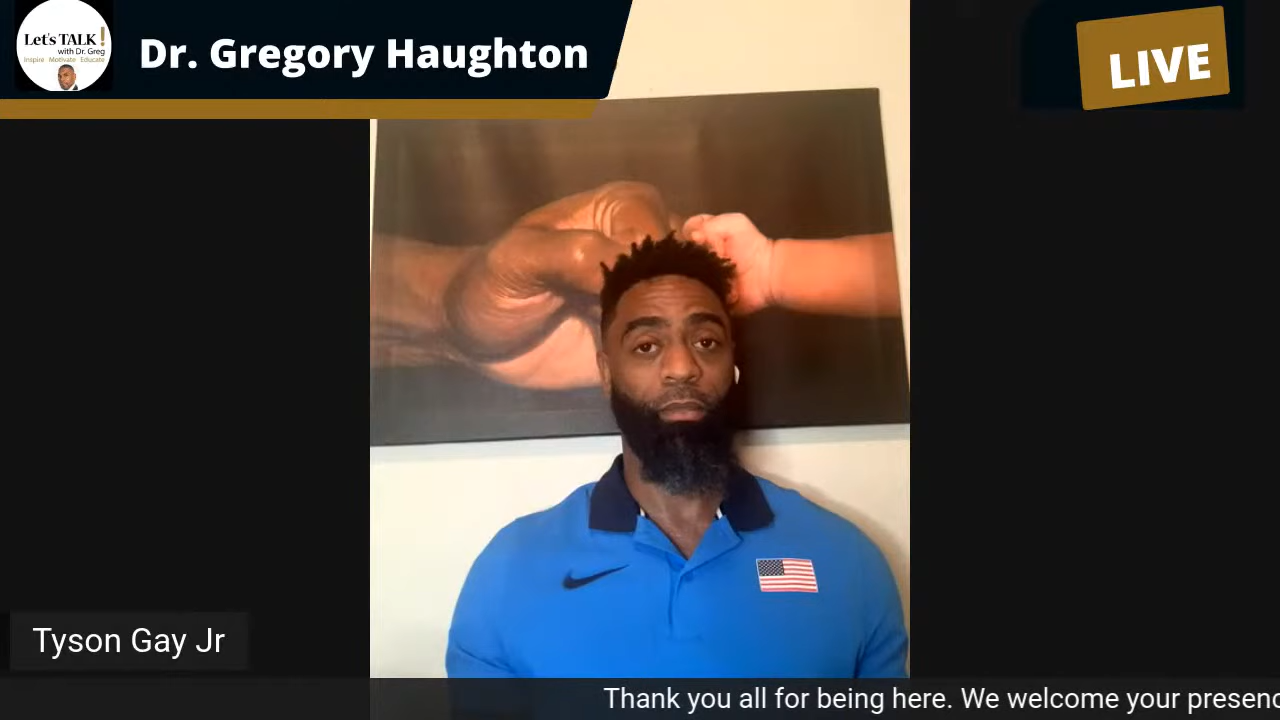 Let's TALK!
with Dr. Greg
Inspire Motivate Educate
Dr. Gregory Haughton
LIVE
Tyson Gay Jr
Thank you all for being here. We welcome your presenc